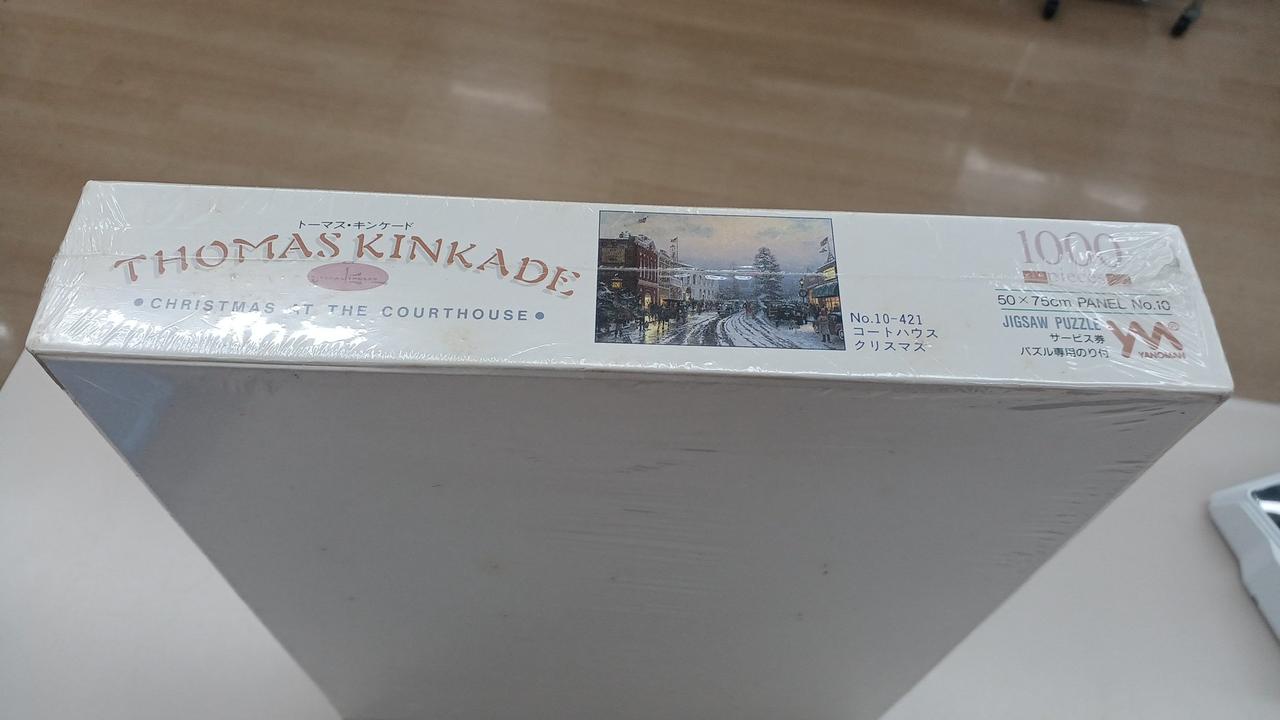 トーマス・キンケード
THOMAS KINKADE
●CHRISTMAS AT THE COURTHOUSE●
No.10-421
コートハウス
クリスマス
1000
piece
50×75cm PANEL No.10
JIGSAW PUZZLE
サービス券
パズル専用のり付
YANOMAN